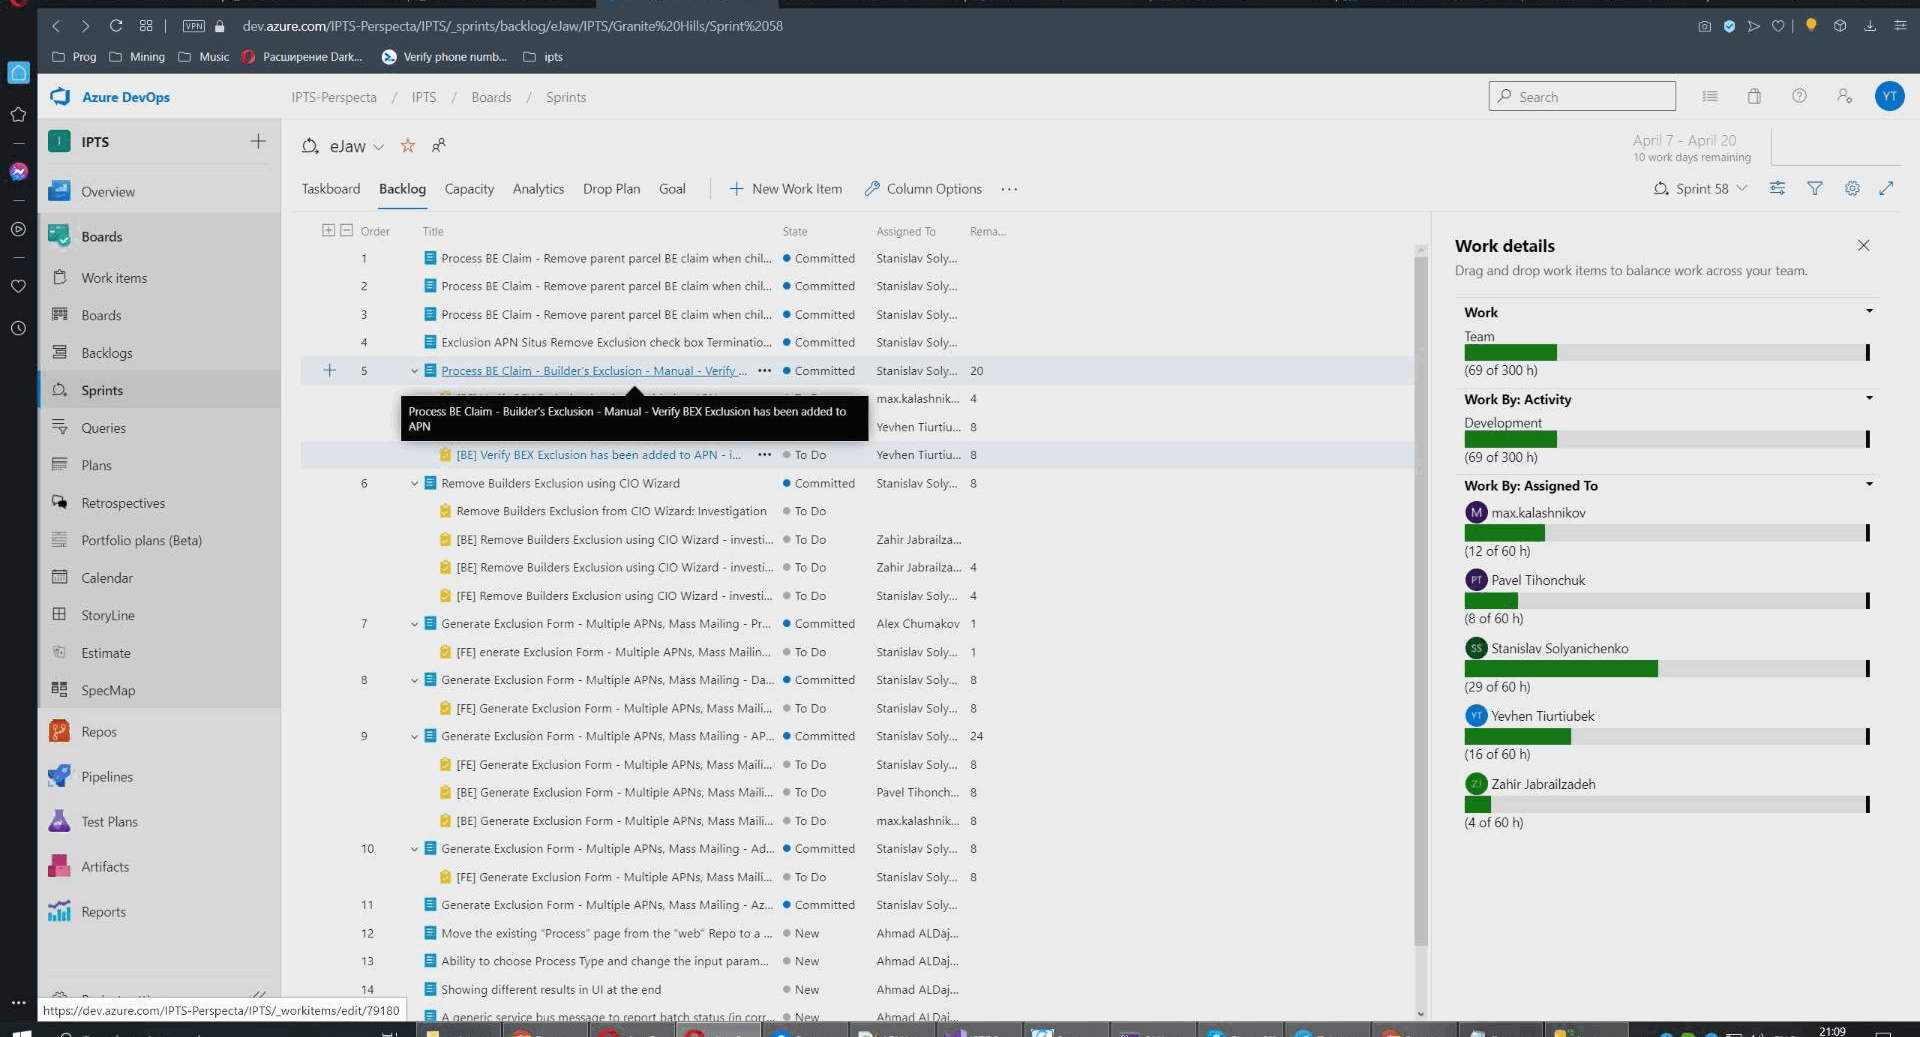 VPN
dev.azure.com/IPTS-Perspecta/IPTS/_sprints/backlog/eJaw/IPTS/Granite%20Hills/Sprint%2058
Prog
Mining
Music
Расширение Dark...
Verify phone numb...
ipts
Azure DevOps
IPTS-Perspecta / IPTS / Boards / Sprints
Search
YT
I IPTS
eJaw
April 7 - April 20
10 work days remaining
Overview
Boards
Work items
Boards
Backlogs
Sprints
Queries
Plans
Retrospectives
Portfolio plans (Beta)
Calendar
StoryLine
Estimate
SpecMap
Repos
Pipelines
Test Plans
Artifacts
Reports
https://dev.azure.com/IPTS-Perspecta/IPTS/_workitems/edit/79180
Taskboard Backlog Capacity Analytics Drop Plan Goal New Work Item Column Options
Sprint 58
Order Title State Assigned To Rema...
1 Process BE Claim - Remove parent parcel BE claim when chil... Committed Stanislav Soly...
2 Process BE Claim - Remove parent parcel BE claim when chil... Committed Stanislav Soly...
3 Process BE Claim - Remove parent parcel BE claim when chil... Committed Stanislav Soly...
4 Exclusion APN Situs Remove Exclusion check box Terminatio... Committed Stanislav Soly...
5 Process BE Claim - Builder's Exclusion - Manual - Verify ... Committed Stanislav Soly... 20
max.kalashnik... 4
Process BE Claim - Builder's Exclusion - Manual - Verify BEX Exclusion has been added to
APN
Yevhen Tiurtiu... 8
[BE] Verify BEX Exclusion has been added to APN - i... To Do Yevhen Tiurtiu... 8
6 Remove Builders Exclusion using CIO Wizard Committed Stanislav Soly... 8
Remove Builders Exclusion from CIO Wizard: Investigation To Do
[BE] Remove Builders Exclusion using CIO Wizard - investi... To Do Zahir Jabrailza...
[BE] Remove Builders Exclusion using CIO Wizard - investi... To Do Zahir Jabrailza... 4
[FE] Remove Builders Exclusion using CIO Wizard - investi... To Do Stanislav Soly... 4
7 Generate Exclusion Form - Multiple APNs, Mass Mailing - Pr... Committed Alex Chumakov 1
[FE] enerate Exclusion Form - Multiple APNs, Mass Mailin... To Do Stanislav Soly... 1
8 Generate Exclusion Form - Multiple APNs, Mass Mailing - Da... Committed Stanislav Soly... 8
[FE] Generate Exclusion Form - Multiple APNs, Mass Maili... To Do Stanislav Soly... 8
9 Generate Exclusion Form - Multiple APNs, Mass Mailing - AP... Committed Stanislav Soly... 24
[FE] Generate Exclusion Form - Multiple APNs, Mass Maili... To Do Stanislav Soly... 8
[BE] Generate Exclusion Form - Multiple APNs, Mass Maili... To Do Pavel Tihonch... 8
[BE] Generate Exclusion Form - Multiple APNs, Mass Maili... To Do max.kalashnik... 8
10 Generate Exclusion Form - Multiple APNs, Mass Mailing - Ad... Committed Stanislav Soly... 8
[FE] Generate Exclusion Form - Multiple APNs, Mass Maili... To Do Stanislav Soly... 8
11 Generate Exclusion Form - Multiple APNs, Mass Mailing - Az... Committed Stanislav Soly...
12 Move the existing "Process" page from the "web" Repo to a ... New Ahmad ALDaj...
13 Ability to choose Process Type and change the input param... New Ahmad ALDaj...
14 Showing different results in UI at the end New Ahmad ALDaj...
A generic service bus message to report batch status (in corr... New Ahmad ALDaj...
Work details
Drag and drop work items to balance work across your team.
Work
Team
(69 of 300 h)
Work By: Activity
Development
(69 of 300 h)
Work By: Assigned To
M max.kalashnikov
(12 of 60 h)
PT Pavel Tihonchuk
(8 of 60 h)
SS Stanislav Solyanichenko
(29 of 60 h)
YT Yevhen Tiurtiubek
(16 of 60 h)
ZJ Zahir Jabrailzadeh
(4 of 60 h)
21:09